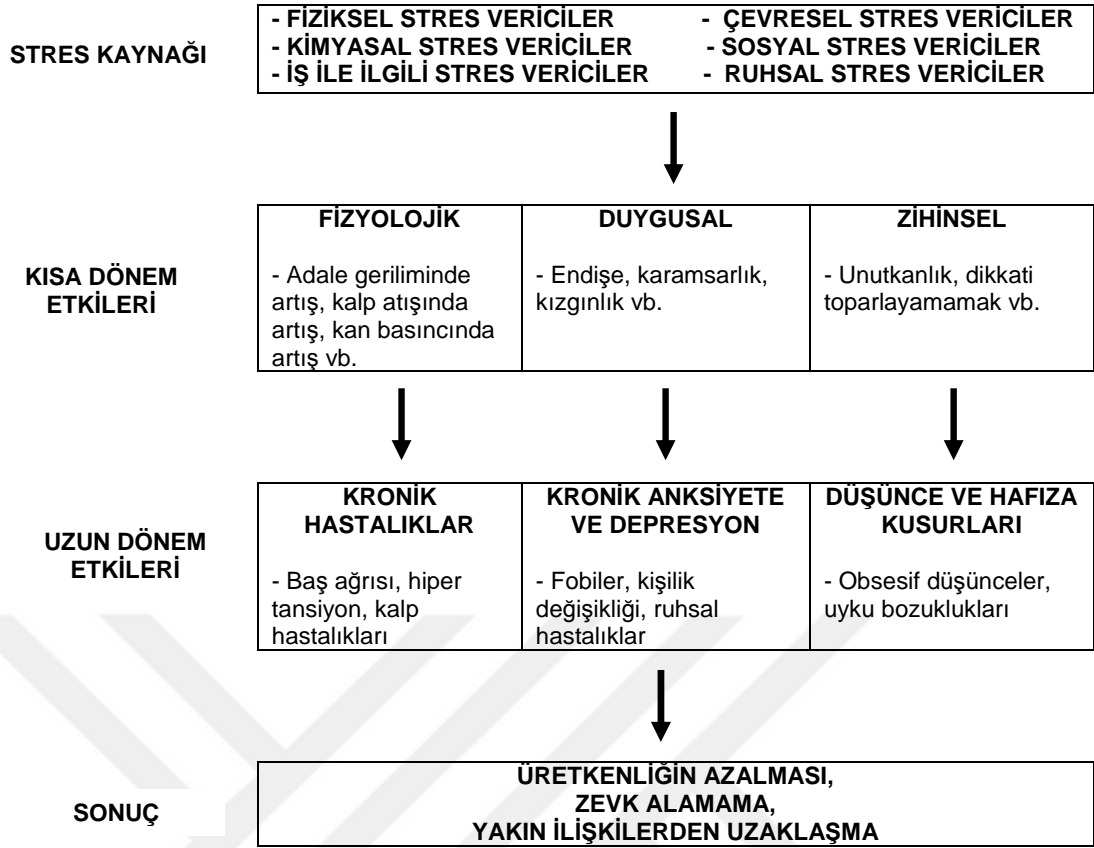 STRES KAYNAĞI
- FİZİKSEL STRES VERİCİLER - ÇEVRESEL STRES VERİCİLER
- KİMYASAL STRES VERİCİLER - SOSYAL STRES VERİCİLER
- İŞ İLE İLGİLİ STRES VERİCİLER - RUHSAL STRES VERİCİLER
KISA DÖNEM
ETKİLERİ
FİZYOLOJİK
- Adale geriliminde
artış, kalp atışında
artış, kan basıncında
artış vb.
DUYGUSAL
- Endişe, karamsarlık,
kızgınlık vb.
ZİHİNSEL
- Unutkanlık, dikkati
toparlayamamak vb.
UZUN DÖNEM
ETKİLERİ
KRONİK
HASTALIKLAR
- Baş ağrısı, hiper
tansiyon, kalp
hastalıkları
KRONİK ANKSİYETE
VE DEPRESYON
- Fobiler, kişilik
değişikliği, ruhsal
hastalıklar
DÜŞÜNCE VE HAFIZA
KUSURLARI
- Obsesif düşünceler,
uyku bozuklukları
SONUÇ
ÜRETKENLİĞİN AZALMASI,
ZEVK ALAMAMA,
YAKIN İLİŞKİLERDEN UZAKLAŞMA